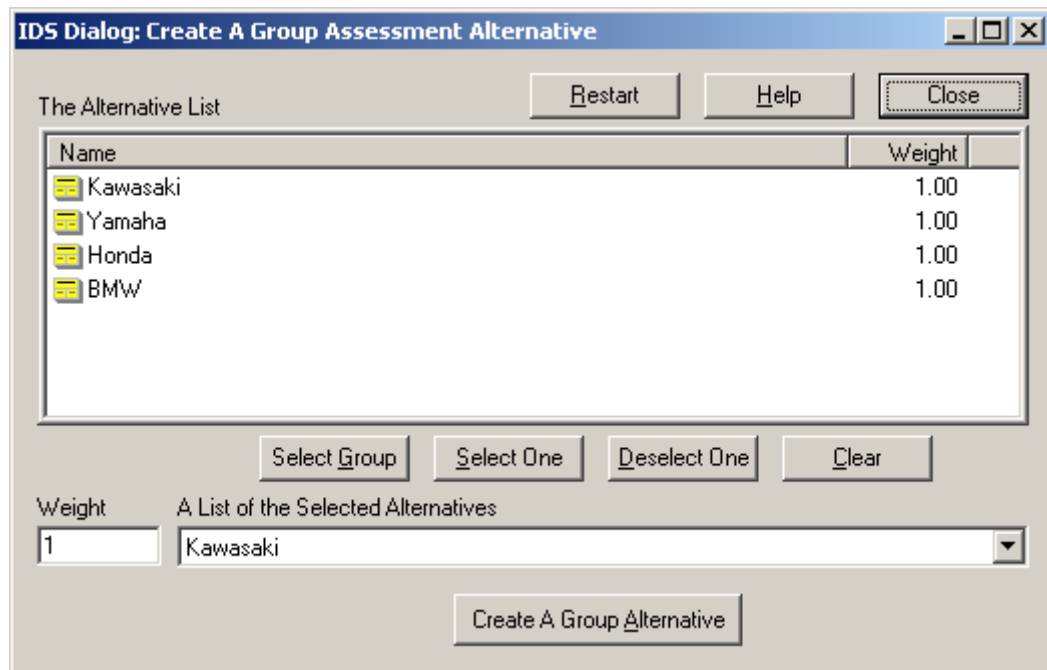 IDS Dialog: Create A Group Assessment Alternative
The Alternative List
Restart
Help
Close
Name Weight
Kawasaki 1.00
Yamaha 1.00
Honda 1.00
BMW 1.00
Select Group
Select One
Deselect One
Clear
Weight
A List of the Selected Alternatives
1
Kawasaki
Create A Group Alternative